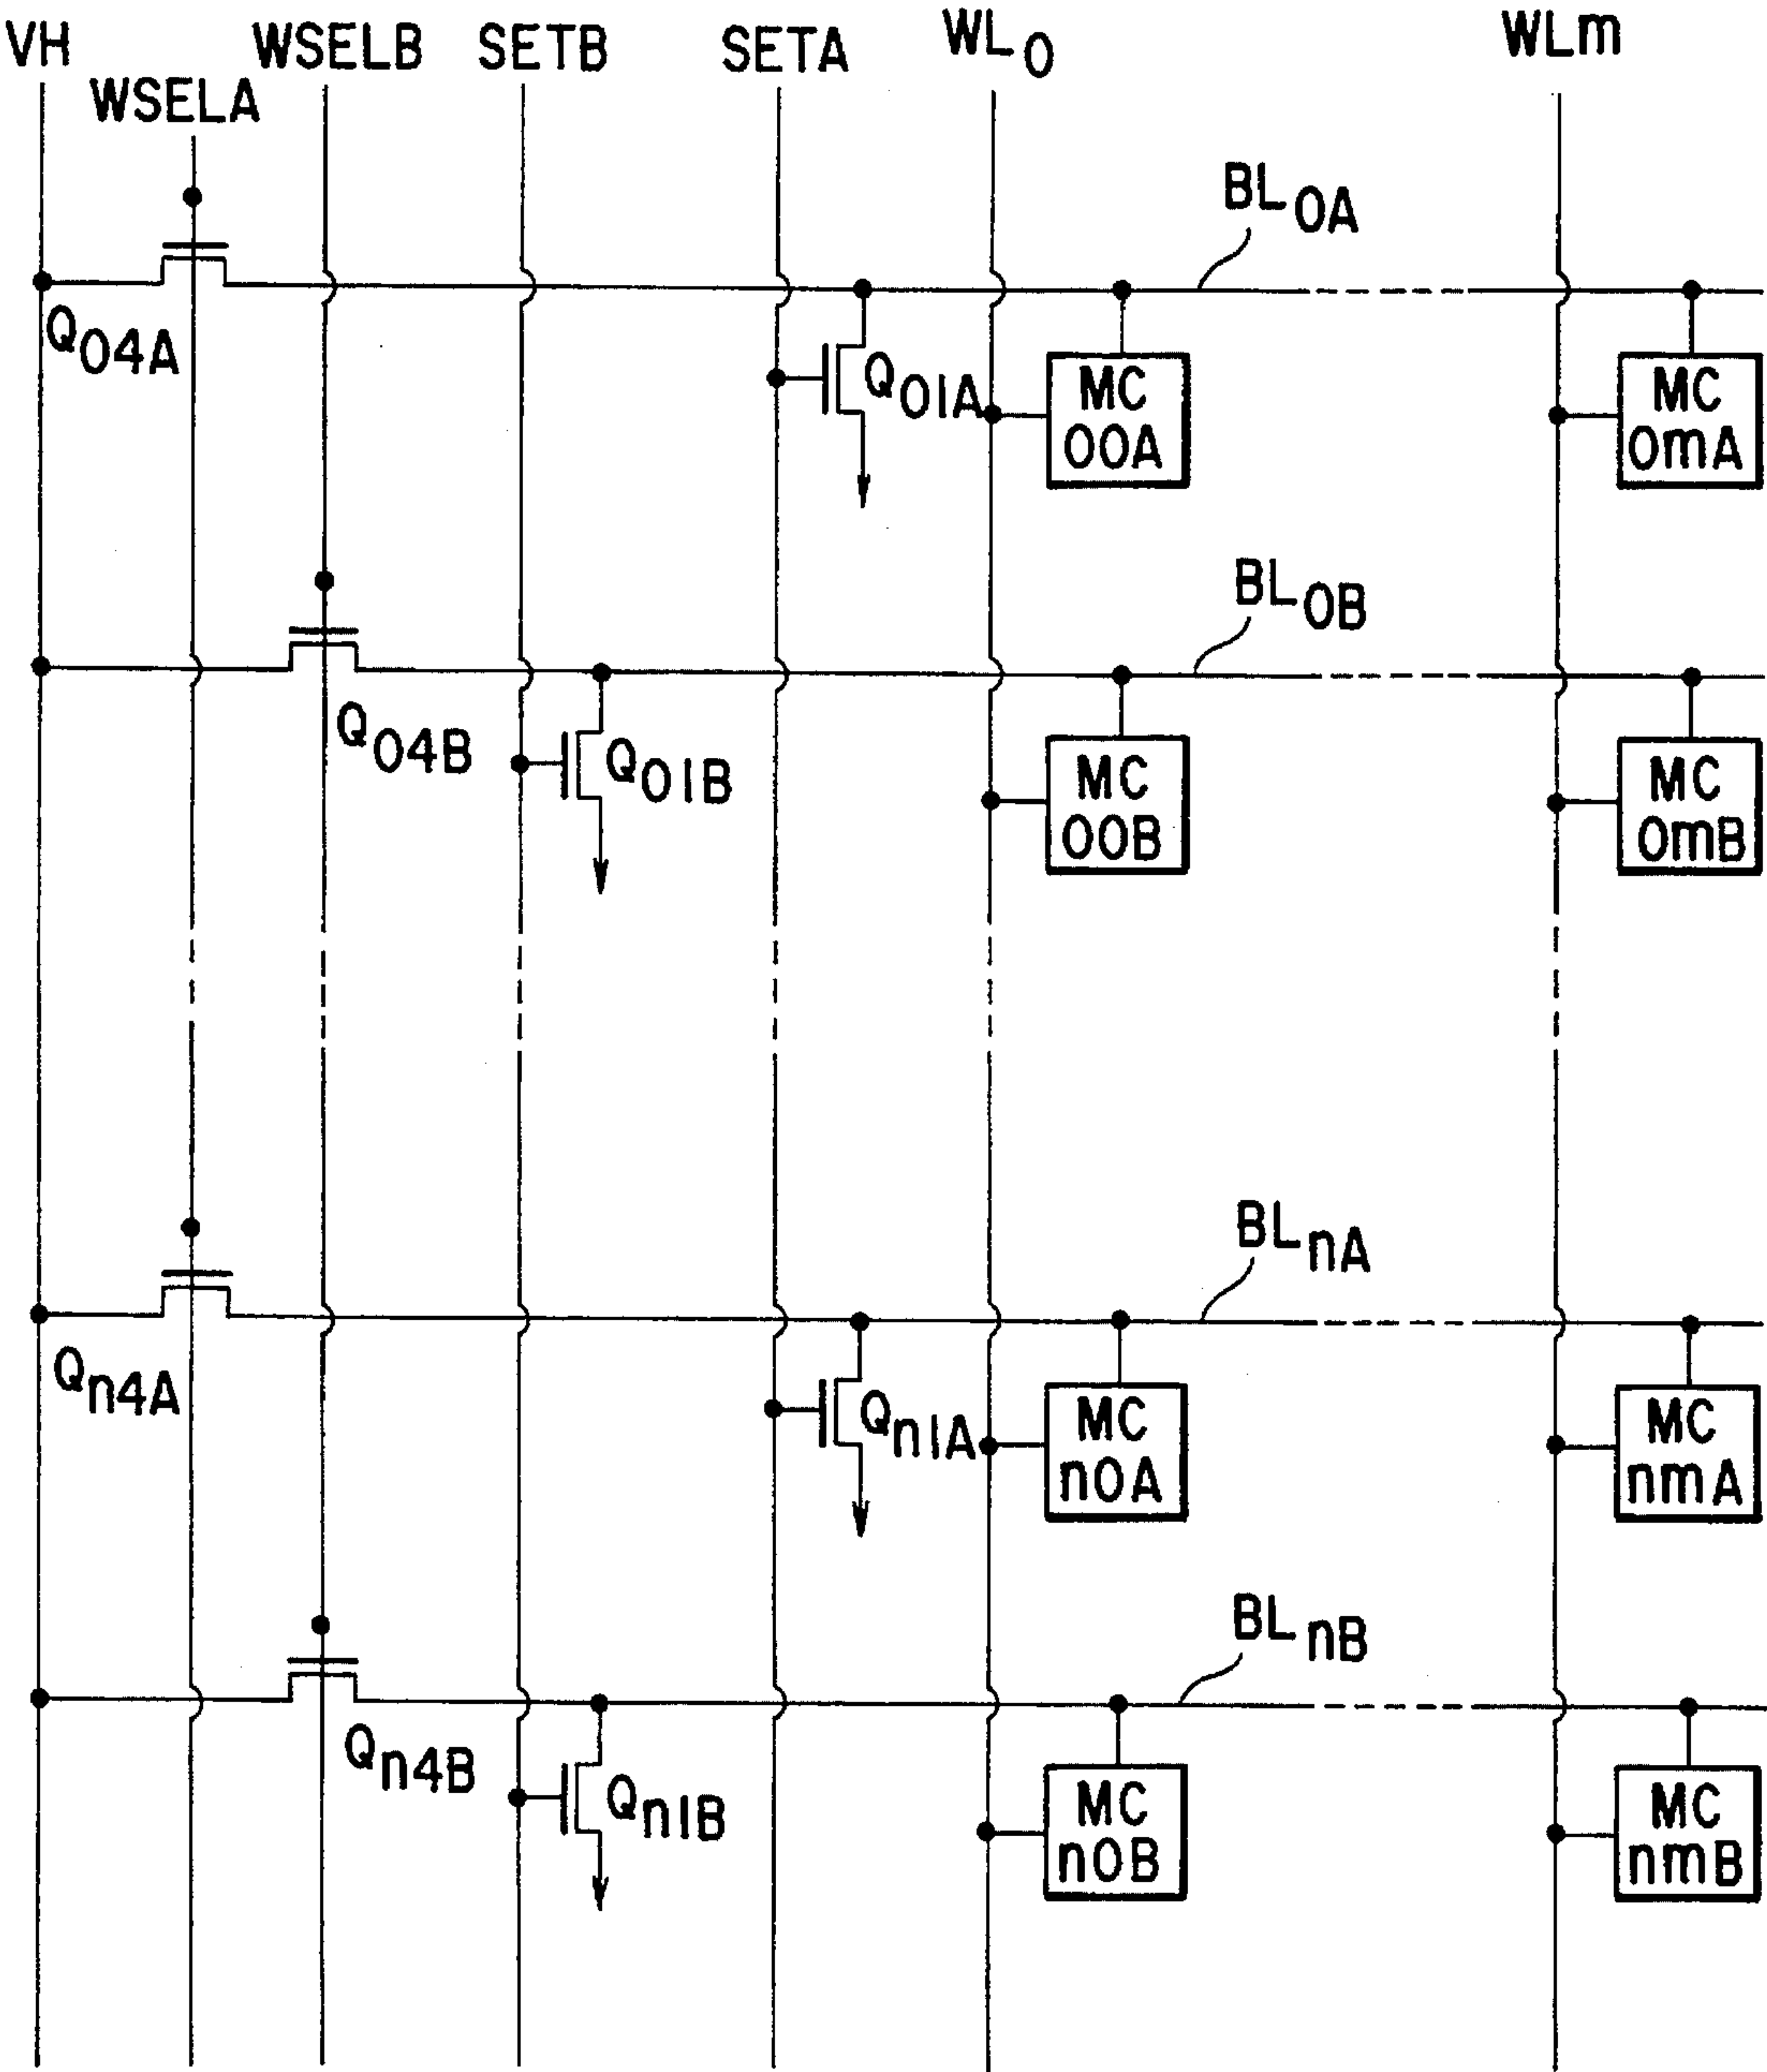 VH
WSELA
WSELB
SETB
SETA
WL0
WLm
BL0A
Q04A
Q01A
MC
00A
MC
0mA
BL0B
Q04B
Q01B
MC
00B
MC
0mB
BLnA
Qn4A
Qn1A
MC
n0A
MC
nmA
BLnB
Qn4B
Qn1B
MC
n0B
MC
nmB